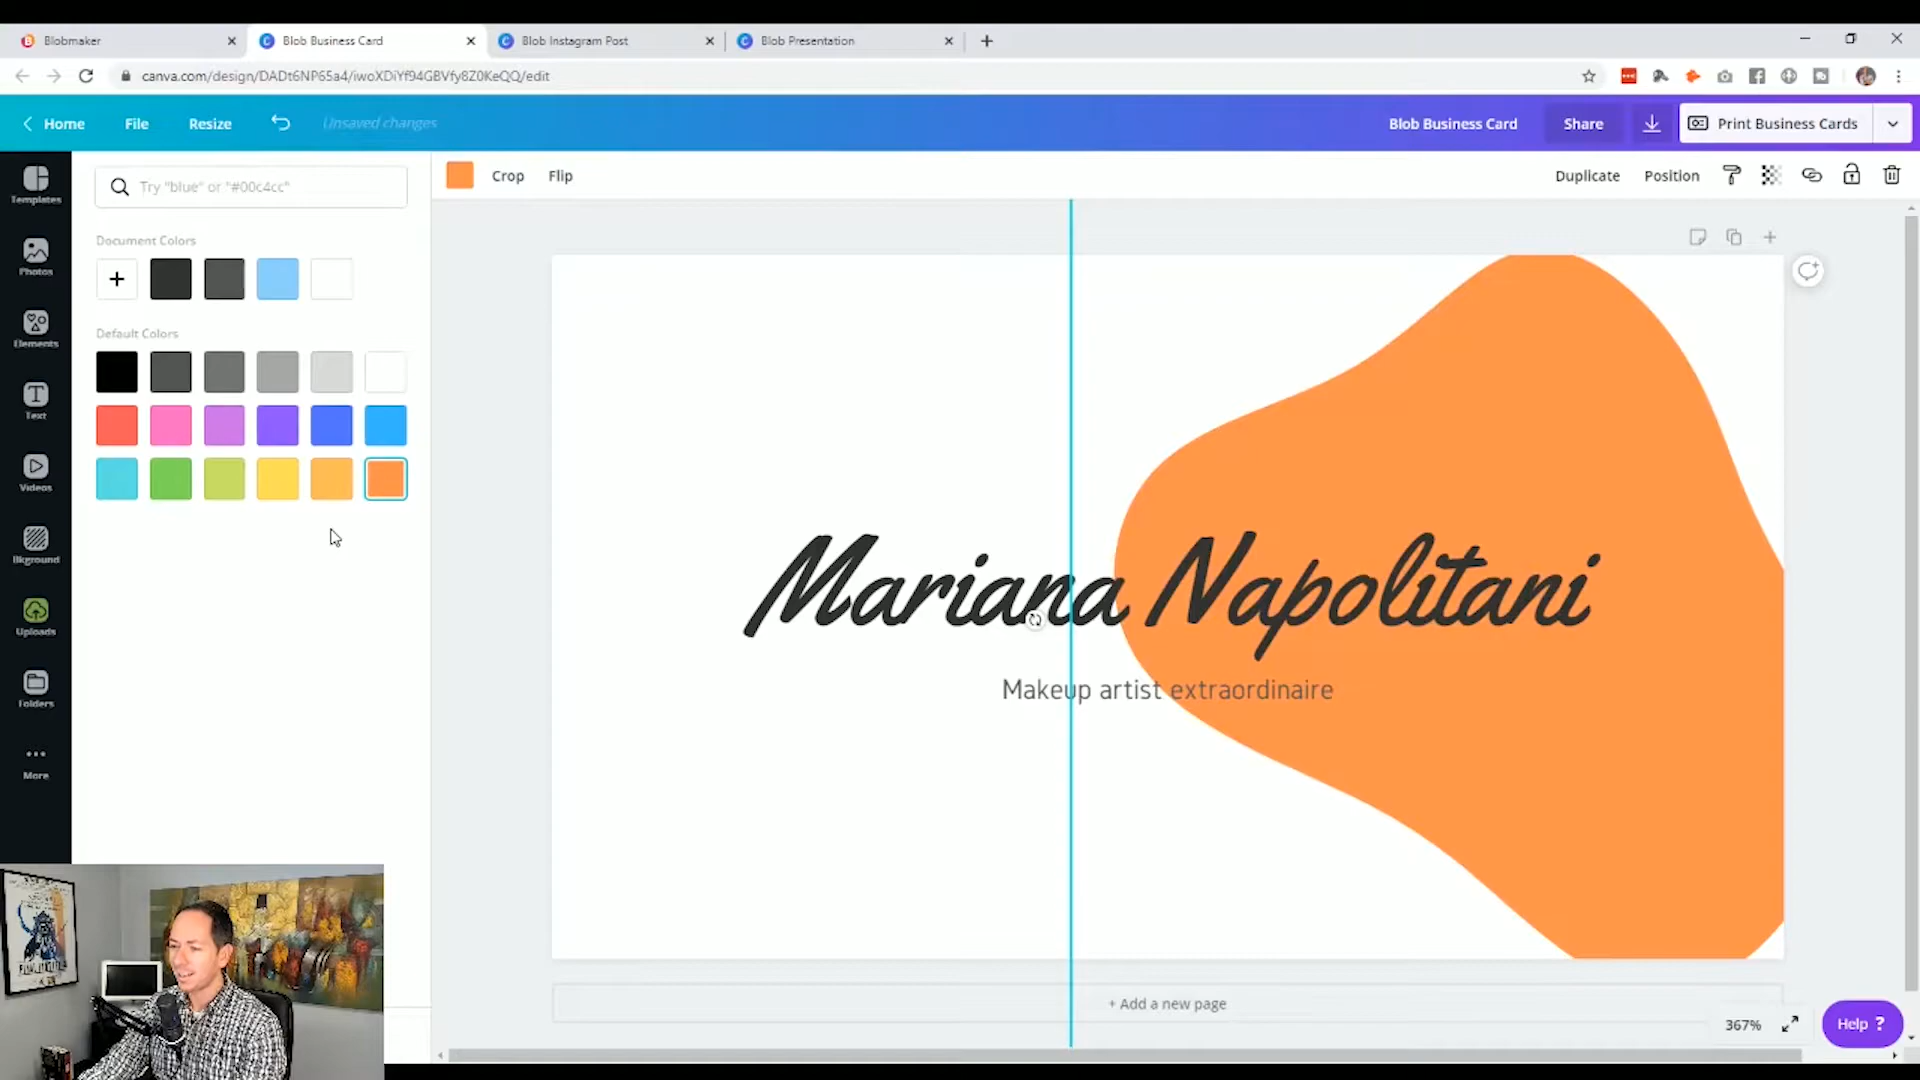 Blobmaker
Blob Business Card
Blob Instagram Post
Blob Presentation
canva.com/design/DADt6NP65a4/iwoXDiYf94GBVfy8Z0KeQQ/edit
Home
File
Resize
Unsaved changes
Blob Business Card
Share
Print Business Cards
Templates
Photos
Elements
Text
Videos
Bkground
Uploads
Folders
More
Try "blue" or "#00c4cc"
Document Colors
Default Colors
Crop
Flip
Duplicate
Position
Mariana Napolitani
Makeup artist extraordinaire
+ Add a new page
367%
Help ?